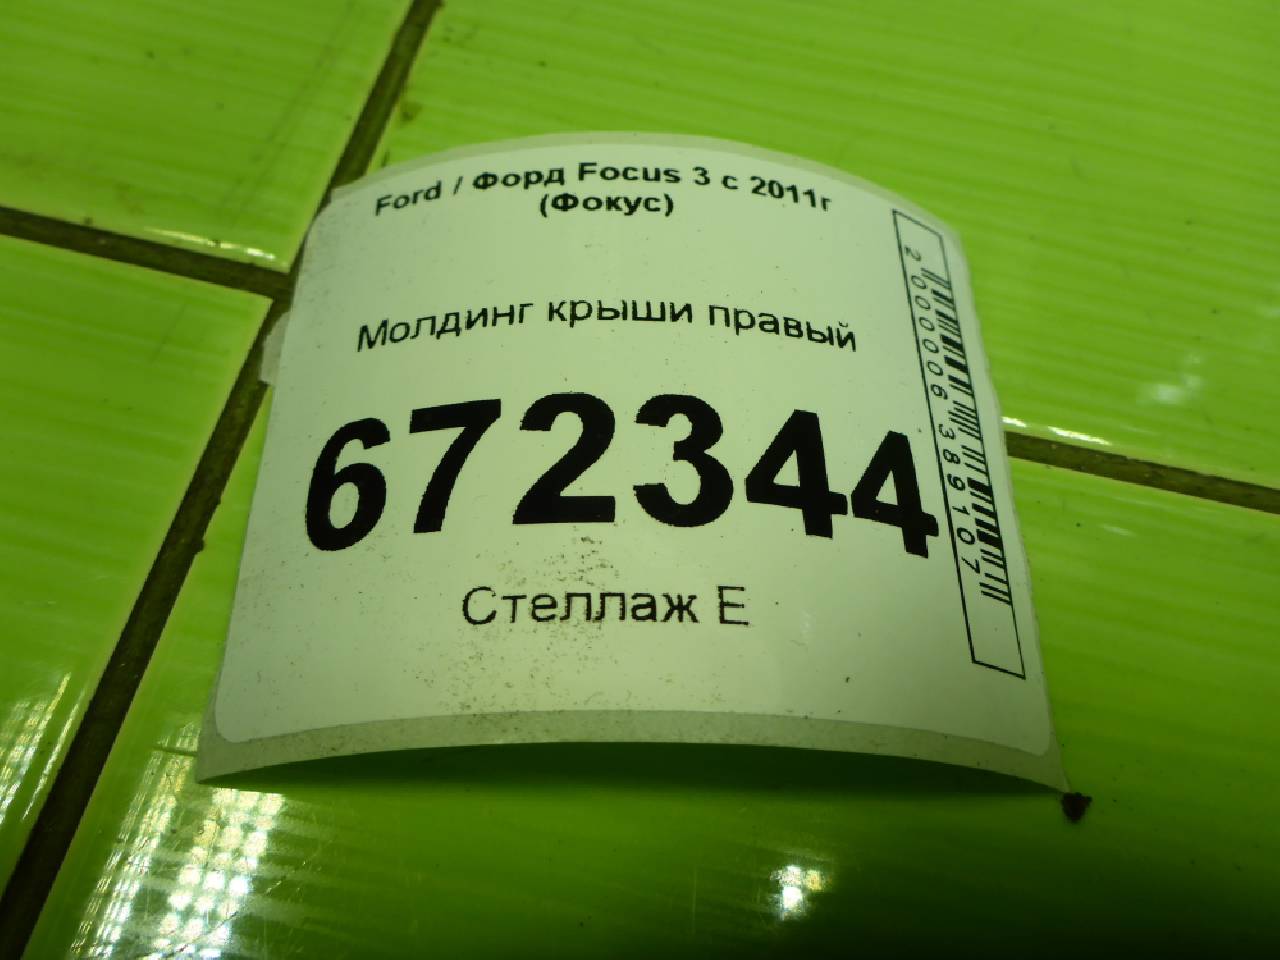 Ford / Форд Focus 3 с 2011г
(Фокус)
Молдинг крыши правый
672344
Стеллаж Е
2000006389107